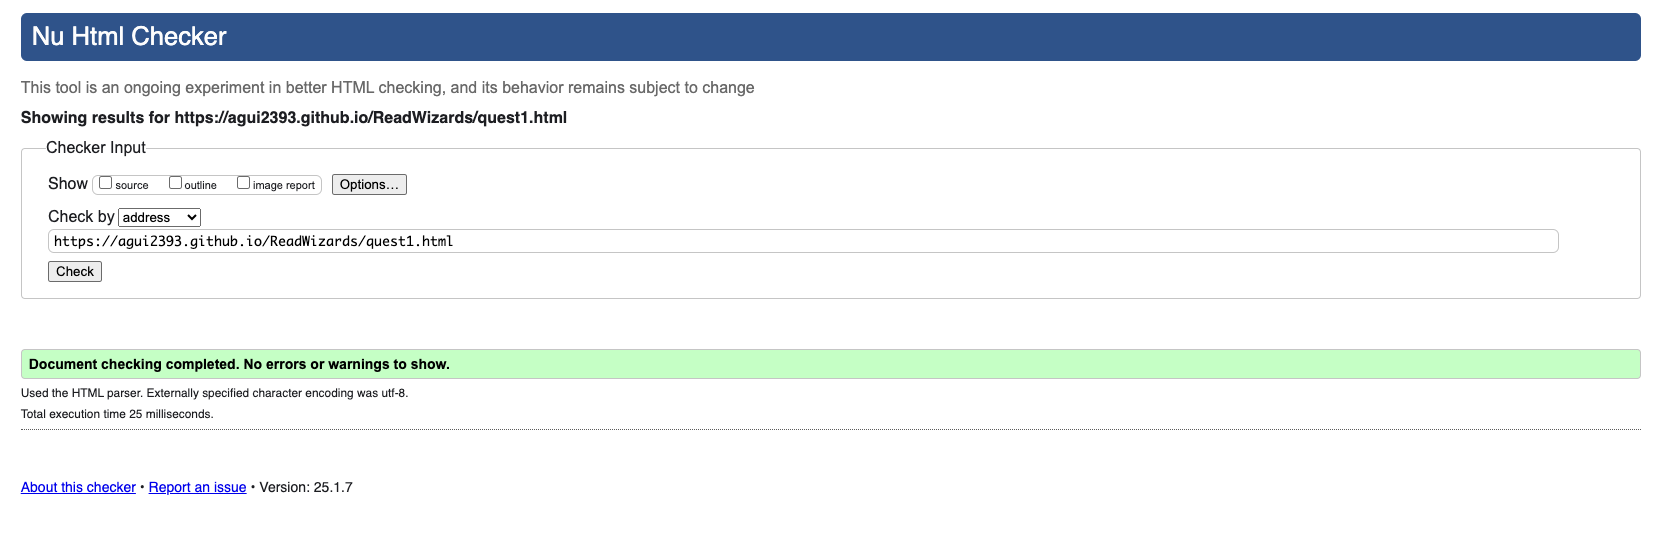 Nu Html Checker
This tool is an ongoing experiment in better HTML checking, and its behavior remains subject to change
Showing results for https://agui2393.github.io/ReadWizards/quest1.html
Checker Input
Show source outline image report Options...
Check by address
https://agui2393.github.io/ReadWizards/quest1.html
Check
Document checking completed. No errors or warnings to show.
Used the HTML parser. Externally specified character encoding was utf-8.
Total execution time 25 milliseconds.
About this checker • Report an issue • Version: 25.1.7